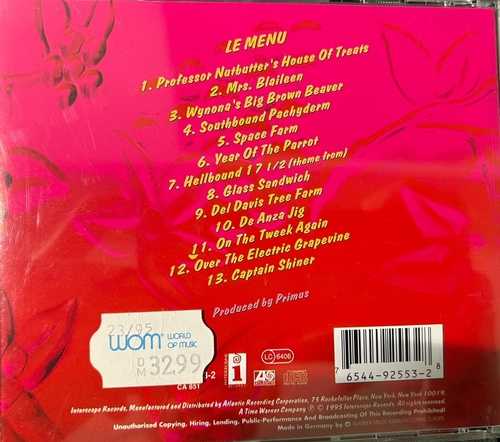 LE MENU
1. Professor Nutbutter's House Of Treats
2. Mrs. Blaileen
3. Wynona's Big Brown Beaver
4. Southbound Pachyderm
5. Space Farm
6. Year Of The Parrot
7. Hellbound 17 1/2 (theme from)
8. Glass Sandwich
9. Del Davis Tree Farm
10. De Anza Jig
11. On The Tweek Again
12. Over The Electric Grapevine
13. Captain Shiner
Produced by Primus
23/95
wom WORLD OF MUSIC
DM 32.99
I-2
CA 851
INTERSCOPE
LC 6406
7 6544-92553-2 8
Interscope Records, Manufactured and Distributed by Atlantic Recording Corporation, 75 Rockefeller Plaza, New York, New York 10019
A Time Warner Company ℗ © 1995 Interscope Records. All rights reserved.
Unauthorised Copying, Hiring, Lending, Public-Performance And Broadcasting Of This Recording Prohibited!
Made in Germany by